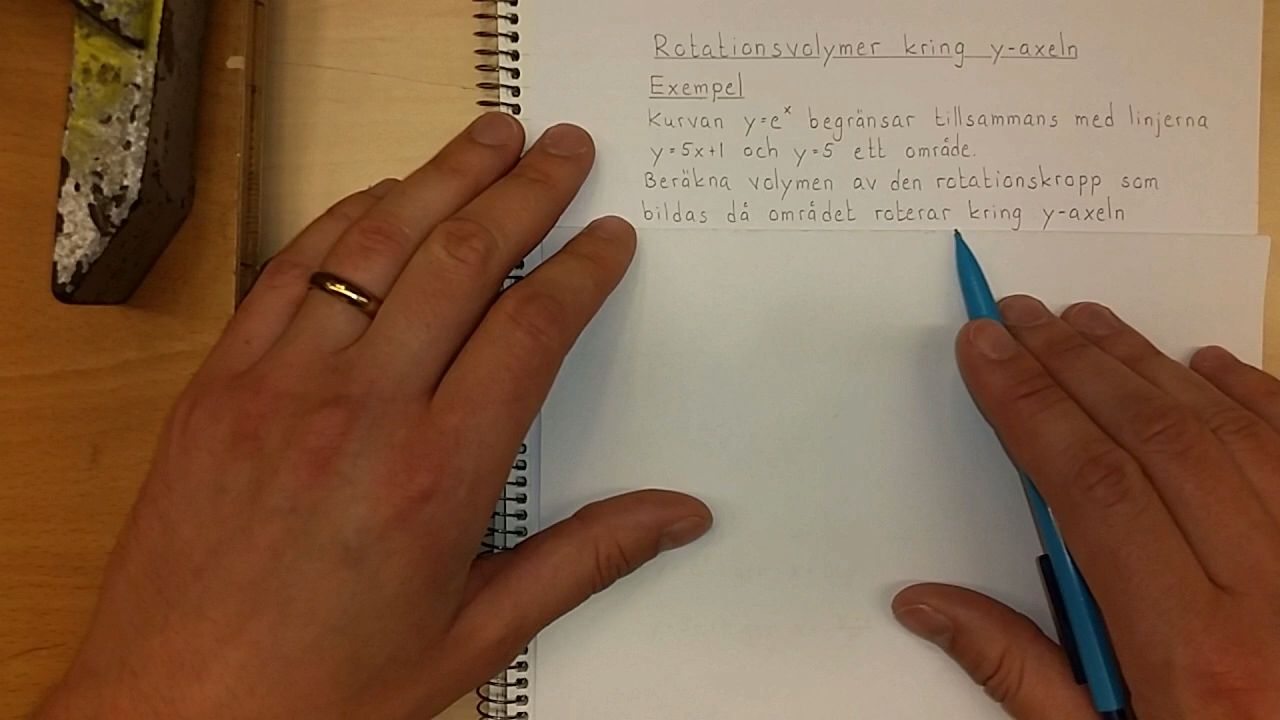 Rotationsvolymer kring y-axeln
Exempel
Kurvan y=eˣ begränsar tillsammans med linjerna
y=5x+1 och y=5 ett område.
Beräkna volymen av den rotationskropp som
bildas då området roterar kring y-axeln